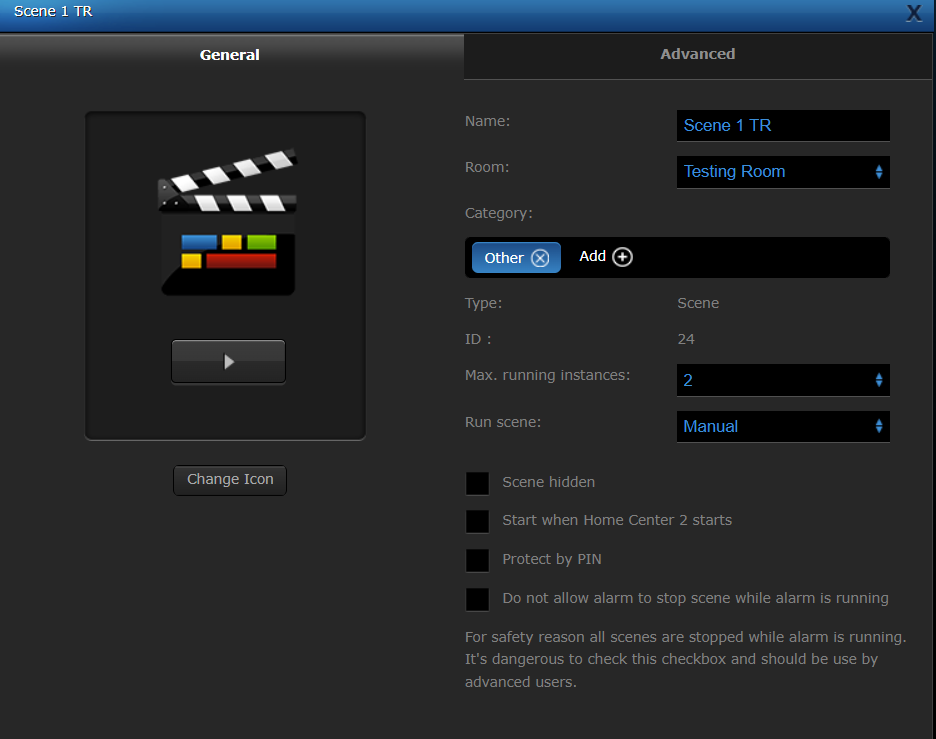 Scene 1 TR
X
General
Advanced
Name:
Scene 1 TR
Room:
Testing Room
Category:
Other
Add
Type:
Scene
ID :
24
Max. running instances:
2
Run scene:
Manual
Change Icon
Scene hidden
Start when Home Center 2 starts
Protect by PIN
Do not allow alarm to stop scene while alarm is running
For safety reason all scenes are stopped while alarm is running.
It's dangerous to check this checkbox and should be use by
advanced users.